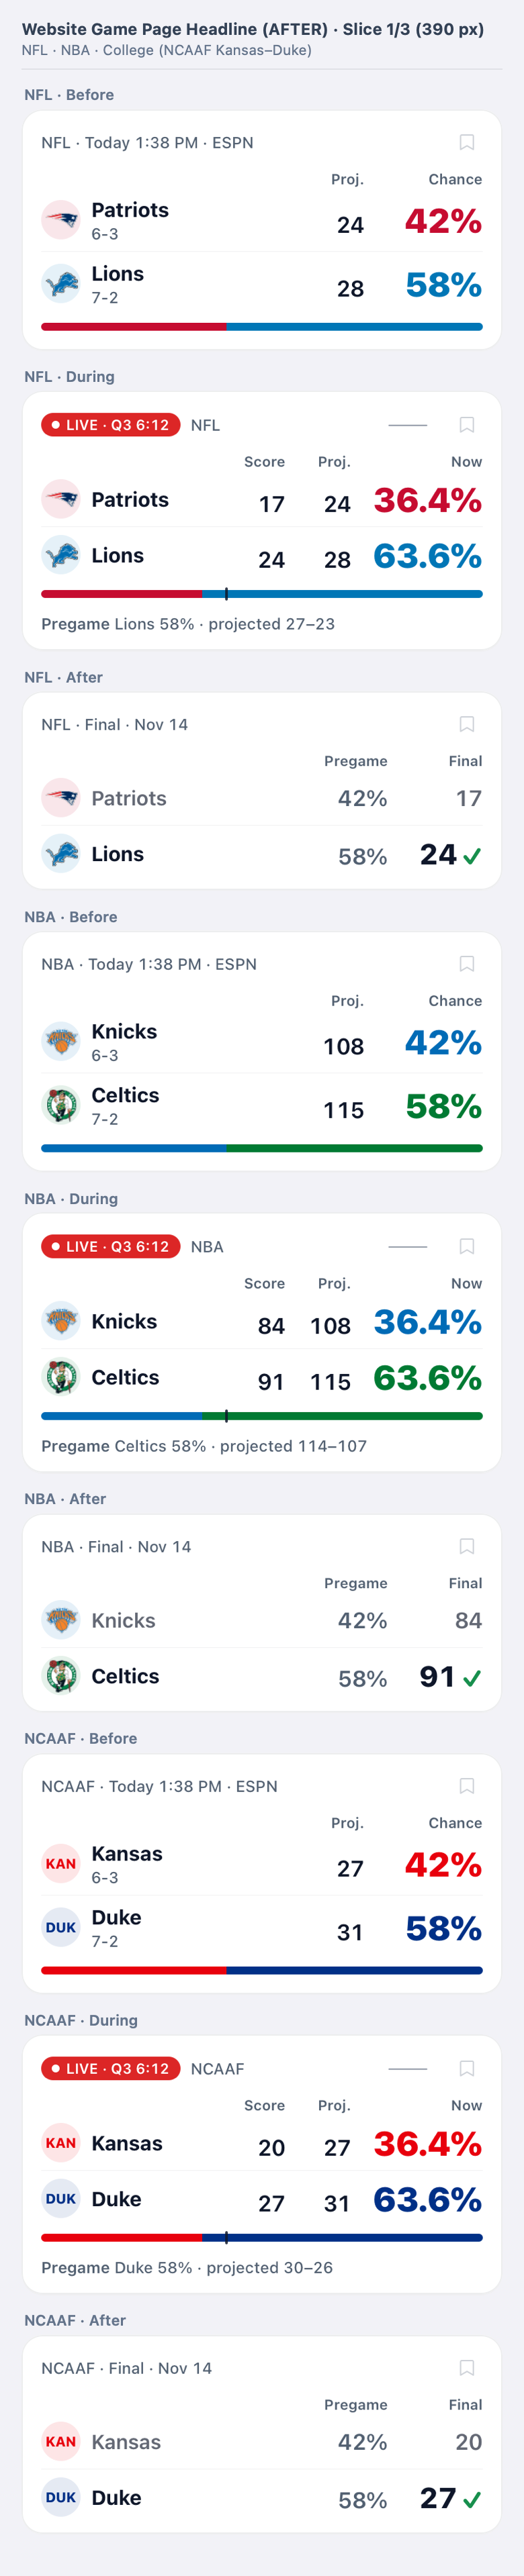 Website Game Page Headline (AFTER) · Slice 1/3 (390 px)
NFL · NBA · College (NCAAF Kansas–Duke)
NFL · Before
NFL · Today 1:38 PM · ESPN
Proj. Chance
Patriots 24 42%
6-3
Lions 28 58%
7-2
NFL · During
LIVE · Q3 6:12 NFL
Score Proj. Now
Patriots 17 24 36.4%
Lions 24 28 63.6%
Pregame Lions 58% · projected 27–23
NFL · After
NFL · Final · Nov 14
Pregame Final
Patriots 42% 17
Lions 58% 24
NBA · Before
NBA · Today 1:38 PM · ESPN
Proj. Chance
Knicks 108 42%
6-3
Celtics 115 58%
7-2
NBA · During
LIVE · Q3 6:12 NBA
Score Proj. Now
Knicks 84 108 36.4%
Celtics 91 115 63.6%
Pregame Celtics 58% · projected 114–107
NBA · After
NBA · Final · Nov 14
Pregame Final
Knicks 42% 84
Celtics 58% 91
NCAAF · Before
NCAAF · Today 1:38 PM · ESPN
Proj. Chance
KAN Kansas 27 42%
6-3
DUK Duke 31 58%
7-2
NCAAF · During
LIVE · Q3 6:12 NCAAF
Score Proj. Now
KAN Kansas 20 27 36.4%
DUK Duke 27 31 63.6%
Pregame Duke 58% · projected 30–26
NCAAF · After
NCAAF · Final · Nov 14
Pregame Final
KAN Kansas 42% 20
DUK Duke 58% 27